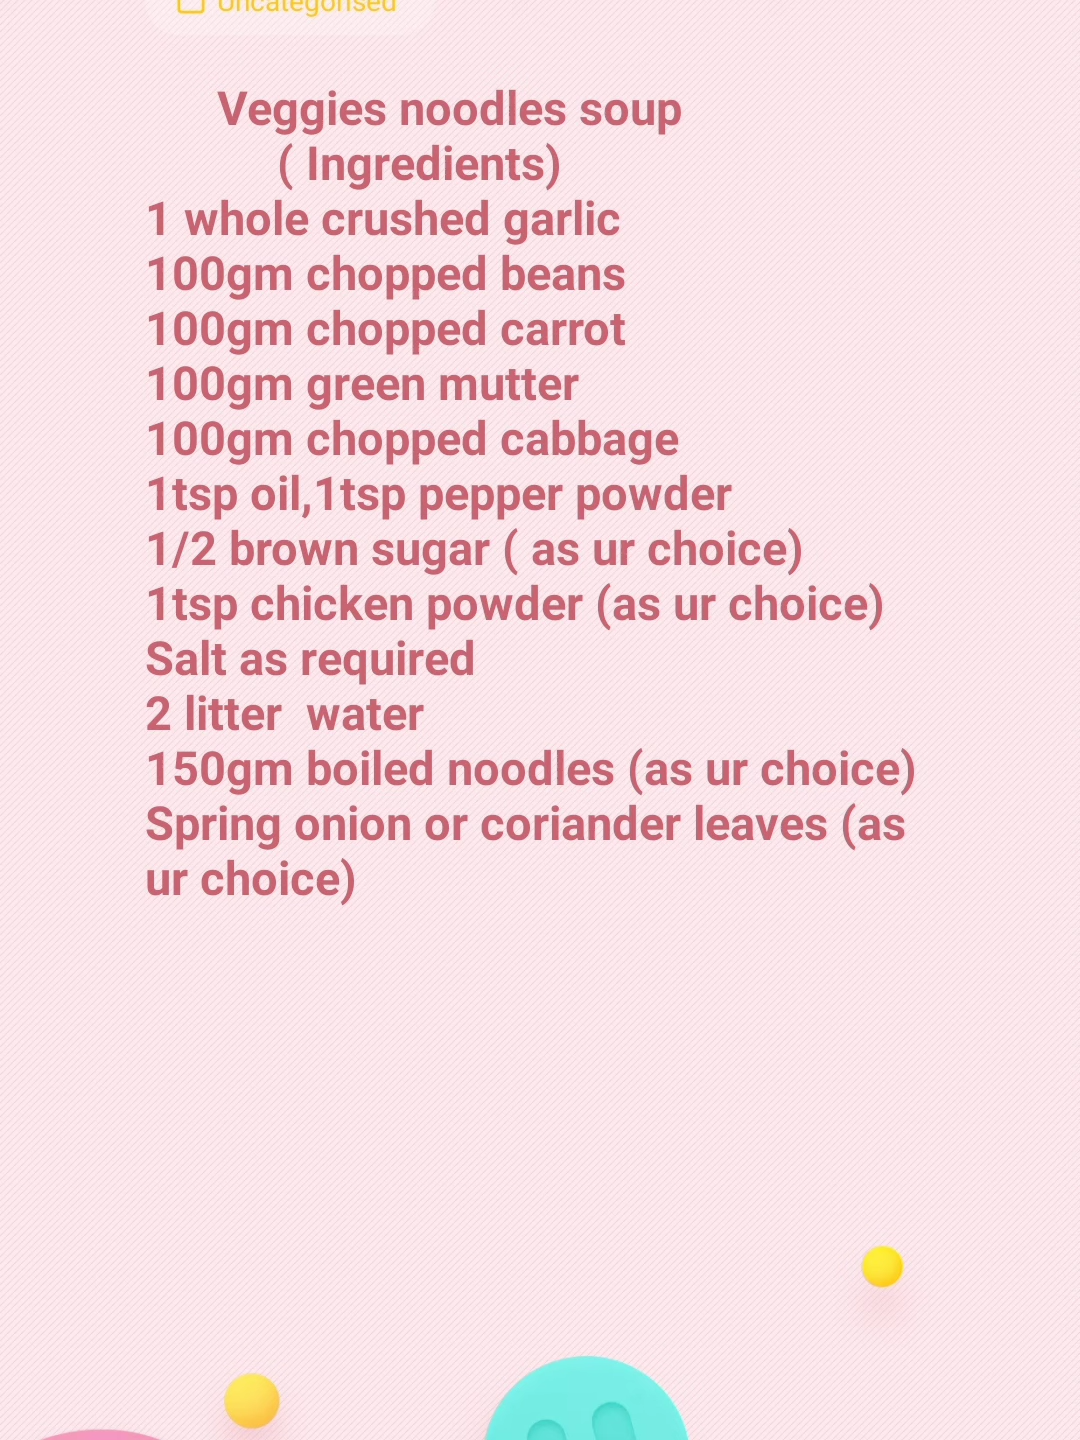 Uncategorised
Veggies noodles soup
( Ingredients)
1 whole crushed garlic
100gm chopped beans
100gm chopped carrot
100gm green mutter
100gm chopped cabbage
1tsp oil,1tsp pepper powder
1/2 brown sugar ( as ur choice)
1tsp chicken powder (as ur choice)
Salt as required
2 litter  water
150gm boiled noodles (as ur choice)
Spring onion or coriander leaves (as
ur choice)